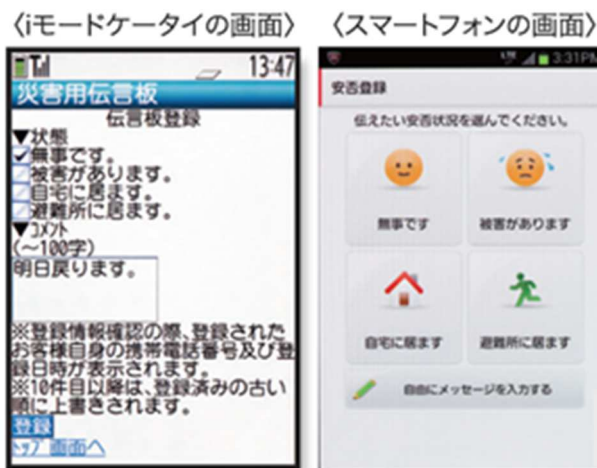 〈iモードケータイの画面〉
13:47
災害用伝言板
伝言板登録
▼状態
無事です。
被害があります。
自宅に居ます。
避難所に居ます。
▼コメント
(～100字)
明日戻ります。
※登録情報確認の際、登録された
お客様自身の携帯電話番号及び登
録日時が表示されます。
※10件目以降は、登録済みの古い
順に上書きされます。
登録
トップ画面へ
〈スマートフォンの画面〉
LTE 3:31PM
安否登録
伝えたい安否状況を選んでください。
無事です
被害があります
自宅に居ます
避難所に居ます
自由にメッセージを入力する